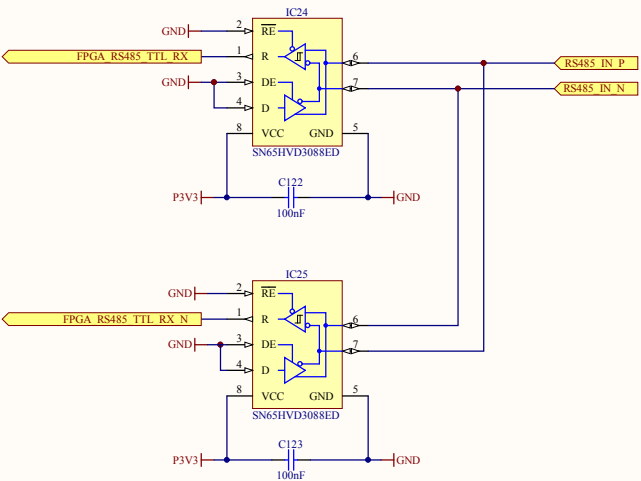 IC24
GND 2 RE
FPGA_RS485_TTL_RX 1 R 6 RS485_IN_P
GND 3 DE 7 RS485_IN_N
4 D
8 VCC GND 5
SN65HVD3088ED
C122
P3V3 GND
100nF
IC25
GND 2 RE
FPGA_RS485_TTL_RX_N 1 R 6
GND 3 DE 7
4 D
8 VCC GND 5
SN65HVD3088ED
C123
P3V3 GND
100nF